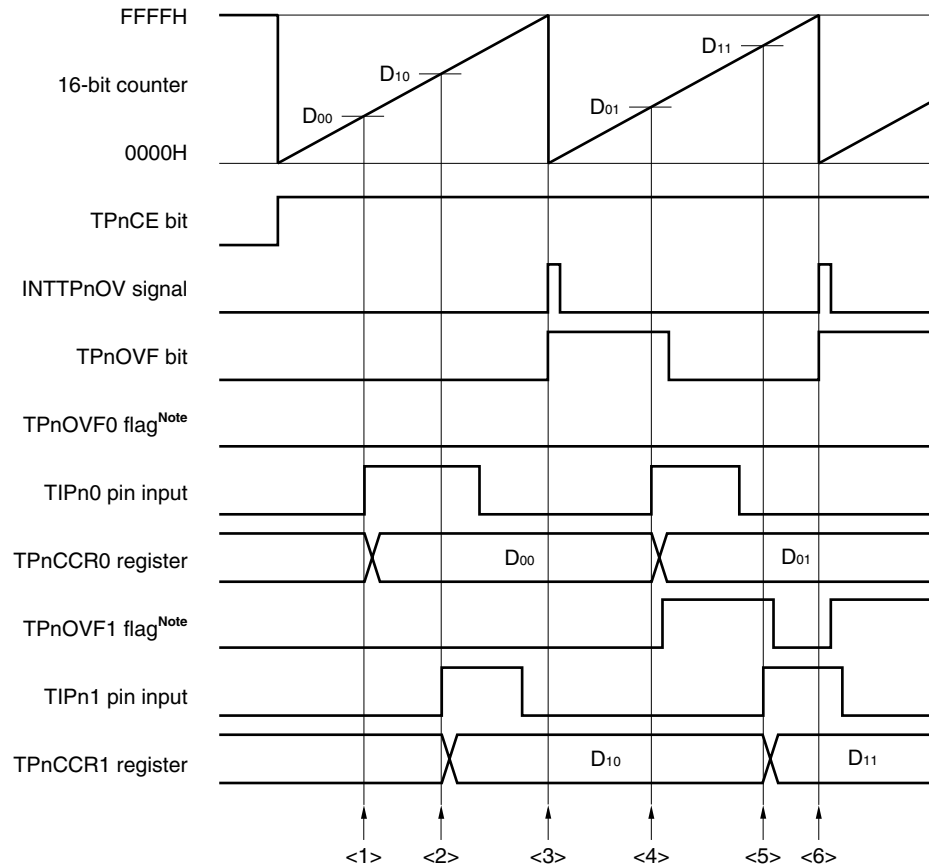 FFFFH
D11
D10
16-bit counter
D01
D00
0000H
TPnCE bit
INTTPnOV signal
TPnOVF bit
TPnOVF0 flagNote
TIPn0 pin input
TPnCCR0 register D00 D01
TPnOVF1 flagNote
TIPn1 pin input
TPnCCR1 register D10 D11
<1> <2> <3> <4> <5> <6>